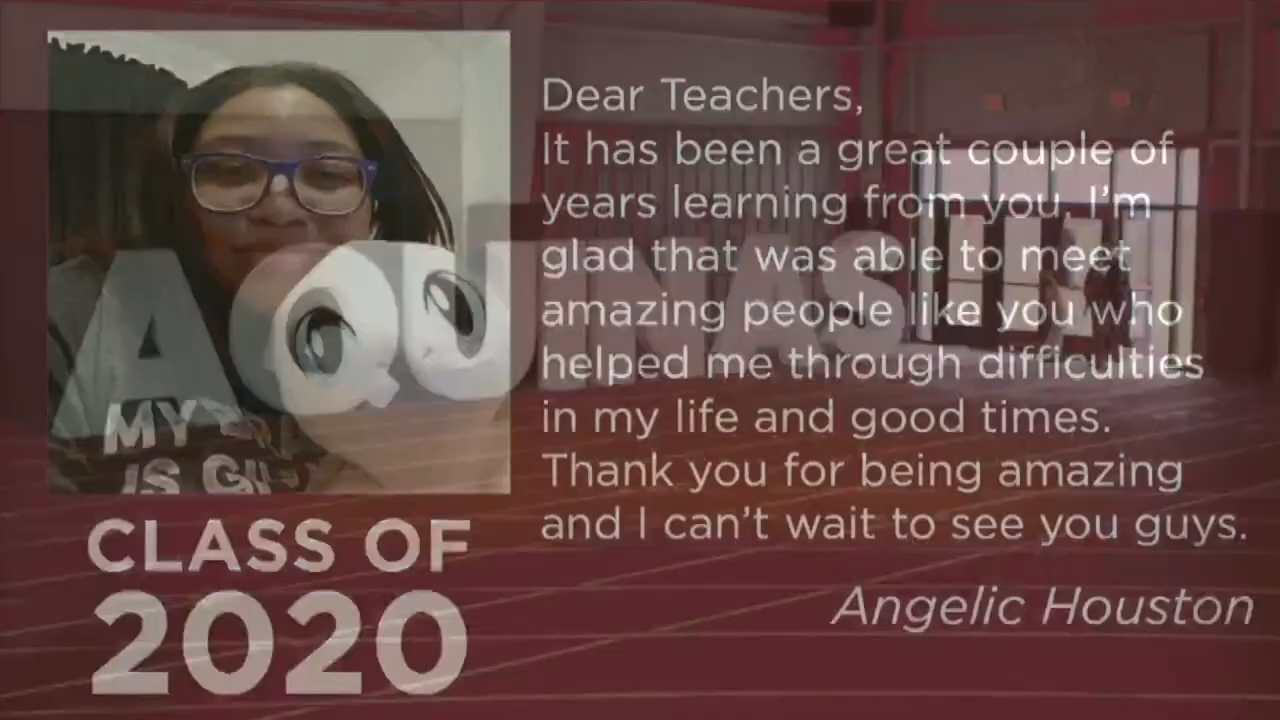 Dear Teachers,
It has been a great couple of
years learning from you. I'm
glad that was able to meet
amazing people like you who
helped me through difficulties
in my life and good times.
Thank you for being amazing
and I can't wait to see you guys.
Angelic Houston
AQUINAS
MY
IS
CLASS OF
2020